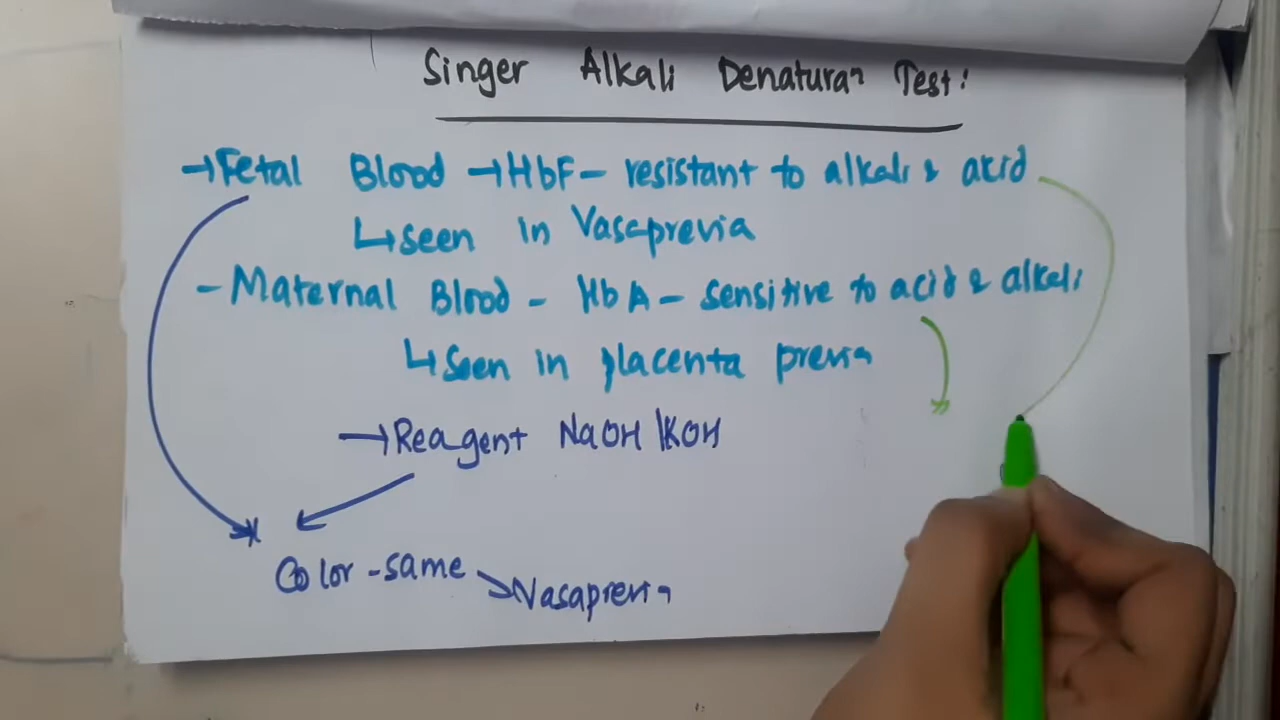 Singer Alkali Denaturan Test:
→Fetal Blood →HbF- resistant to alkali & acid
↳seen in Vasaprevia
- Maternal Blood - HbA - sensitive to acid & alkali
↳seen in placenta previa
→Reagent NaOH/KOH
Color -same →Vasaprevia